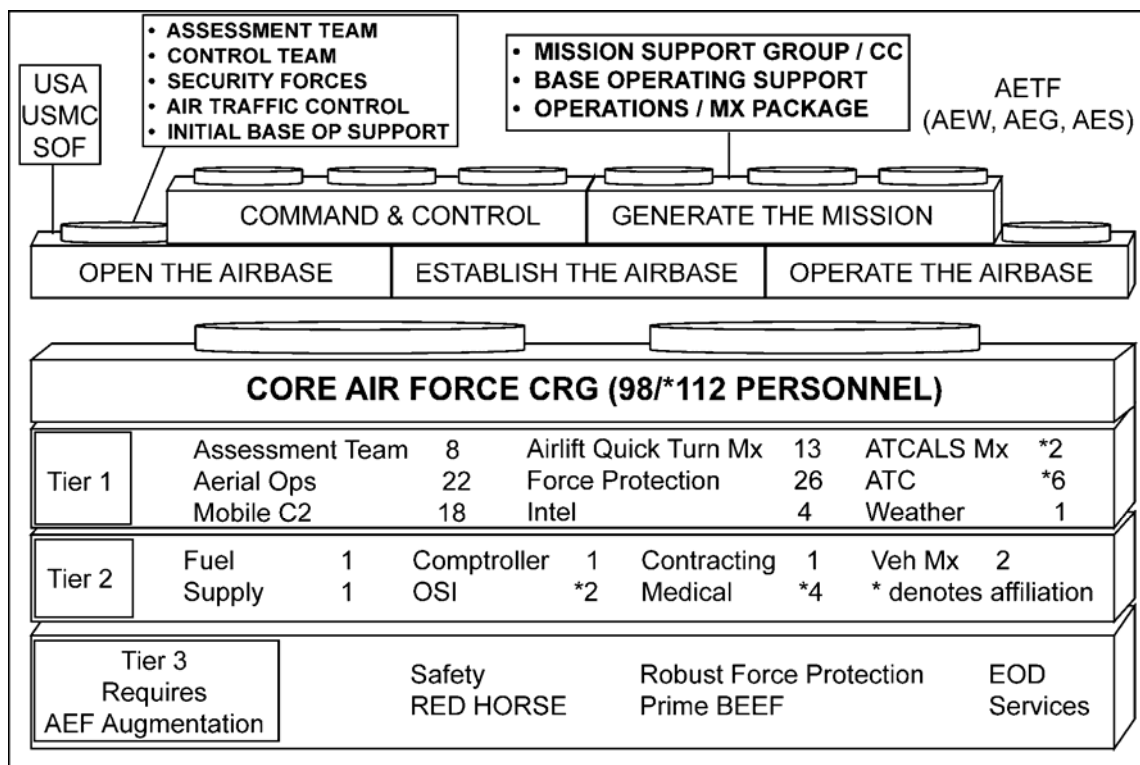 • ASSESSMENT TEAM
• CONTROL TEAM
• SECURITY FORCES
• AIR TRAFFIC CONTROL
• INITIAL BASE OP SUPPORT
• MISSION SUPPORT GROUP / CC
• BASE OPERATING SUPPORT
• OPERATIONS / MX PACKAGE
USA
USMC
SOF
AETF
(AEW, AEG, AES)
COMMAND & CONTROL
GENERATE THE MISSION
OPEN THE AIRBASE
ESTABLISH THE AIRBASE
OPERATE THE AIRBASE
CORE AIR FORCE CRG (98/*112 PERSONNEL)
Tier 1
Assessment Team 8 Airlift Quick Turn Mx 13 ATCALS Mx *2
Aerial Ops 22 Force Protection 26 ATC *6
Mobile C2 18 Intel 4 Weather 1
Tier 2
Fuel 1 Comptroller 1 Contracting 1 Veh Mx 2
Supply 1 OSI *2 Medical *4 * denotes affiliation
Tier 3
Requires
AEF Augmentation
Safety Robust Force Protection EOD
RED HORSE Prime BEEF Services